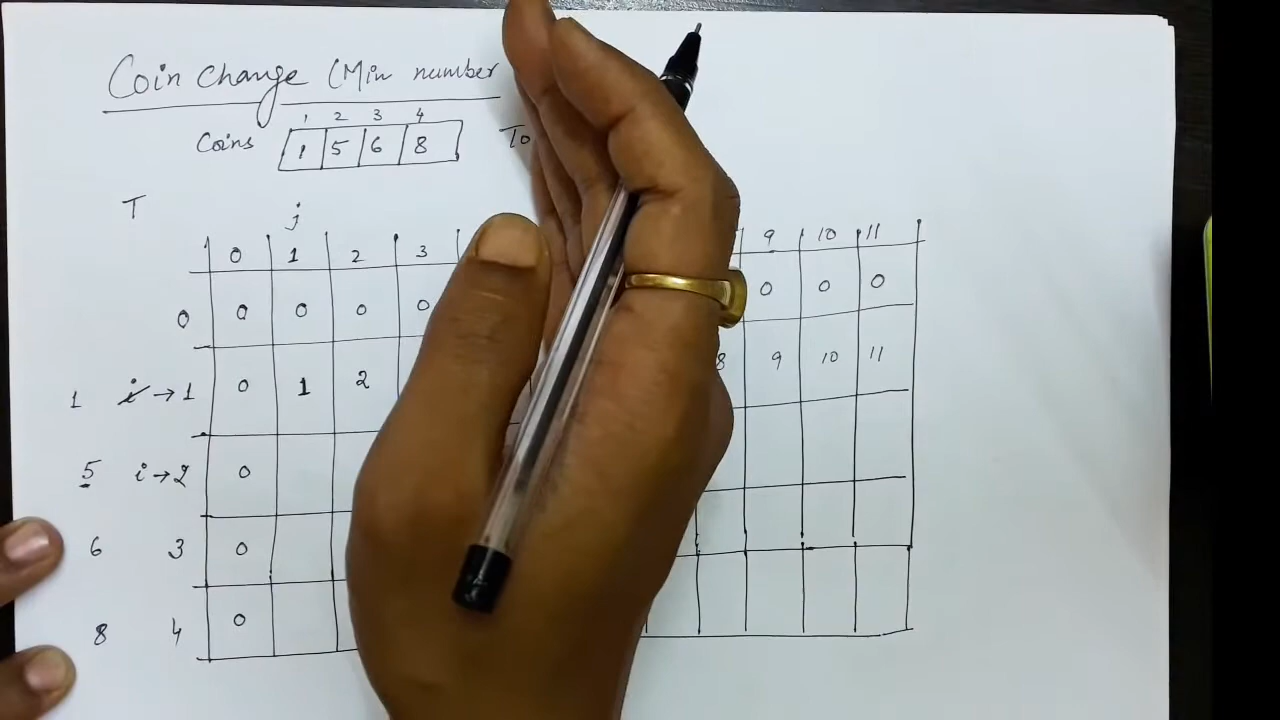 Coin Change (Min number
1 2 3 4
Coins 1 5 6 8 To
T
j
0 1 2 3 9 10 11
0 0 0 0 0 0 0 0
1 i → 1 0 1 2 8 9 10 11
5 i → 2 0
6 3 0
8 4 0